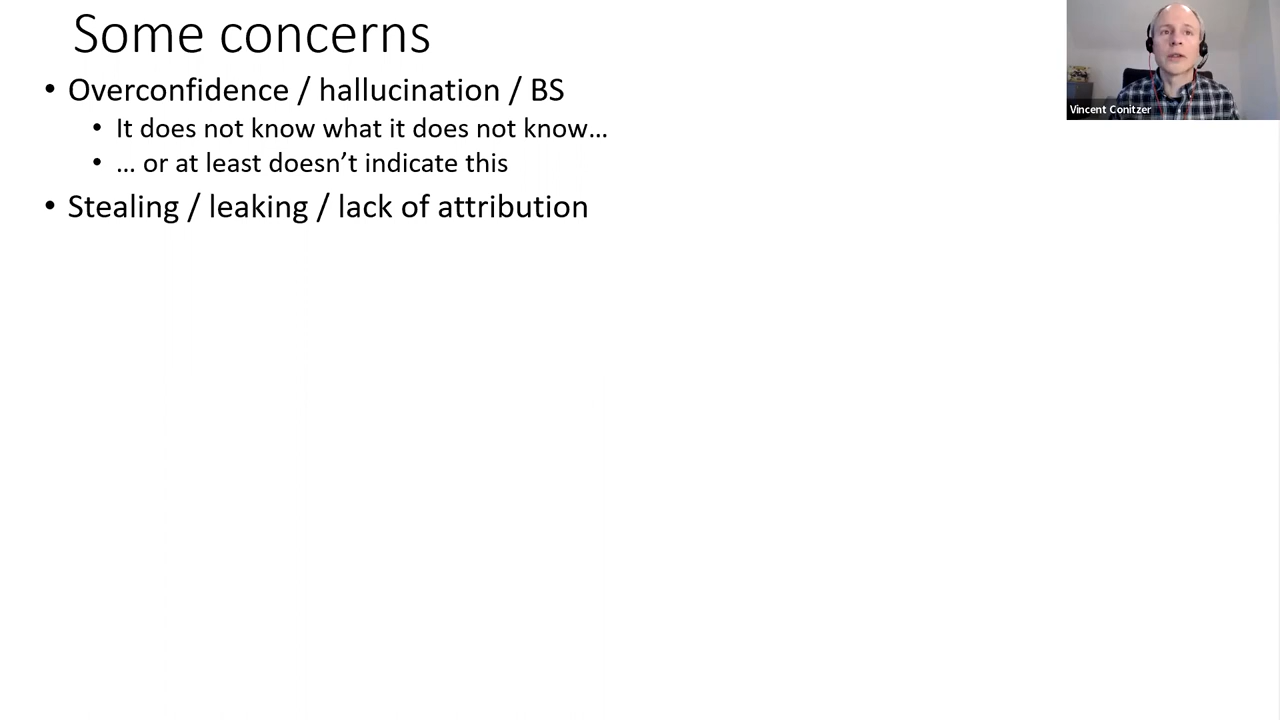 Some concerns
• Overconfidence / hallucination / BS
• It does not know what it does not know…
• … or at least doesn’t indicate this
• Stealing / leaking / lack of attribution
Vincent Conitzer